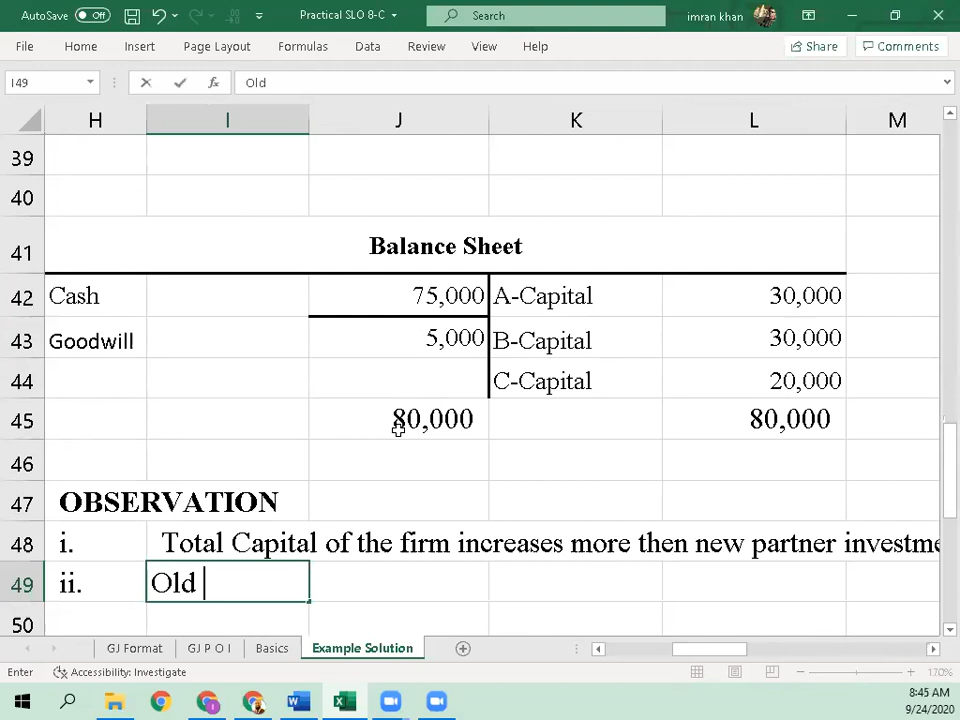 AutoSave Off Practical SLO 8-C Search imran khan
File Home Insert Page Layout Formulas Data Review View Help Share Comments
I49 fx Old
H I J K L M
39
40
41 Balance Sheet
42 Cash 75,000 A-Capital 30,000
43 Goodwill 5,000 B-Capital 30,000
44 C-Capital 20,000
45 80,000 80,000
46
47 OBSERVATION
48 i. Total Capital of the firm increases more then new partner investme
49 ii. Old
50
GJ Format GJ P O I Basics Example Solution
Enter Accessibility: Investigate 170%
8:45 AM
9/24/2020